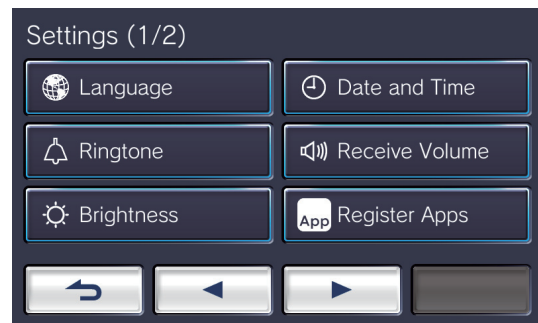 Settings (1/2)
Language
Date and Time
Ringtone
Receive Volume
Brightness
App Register Apps